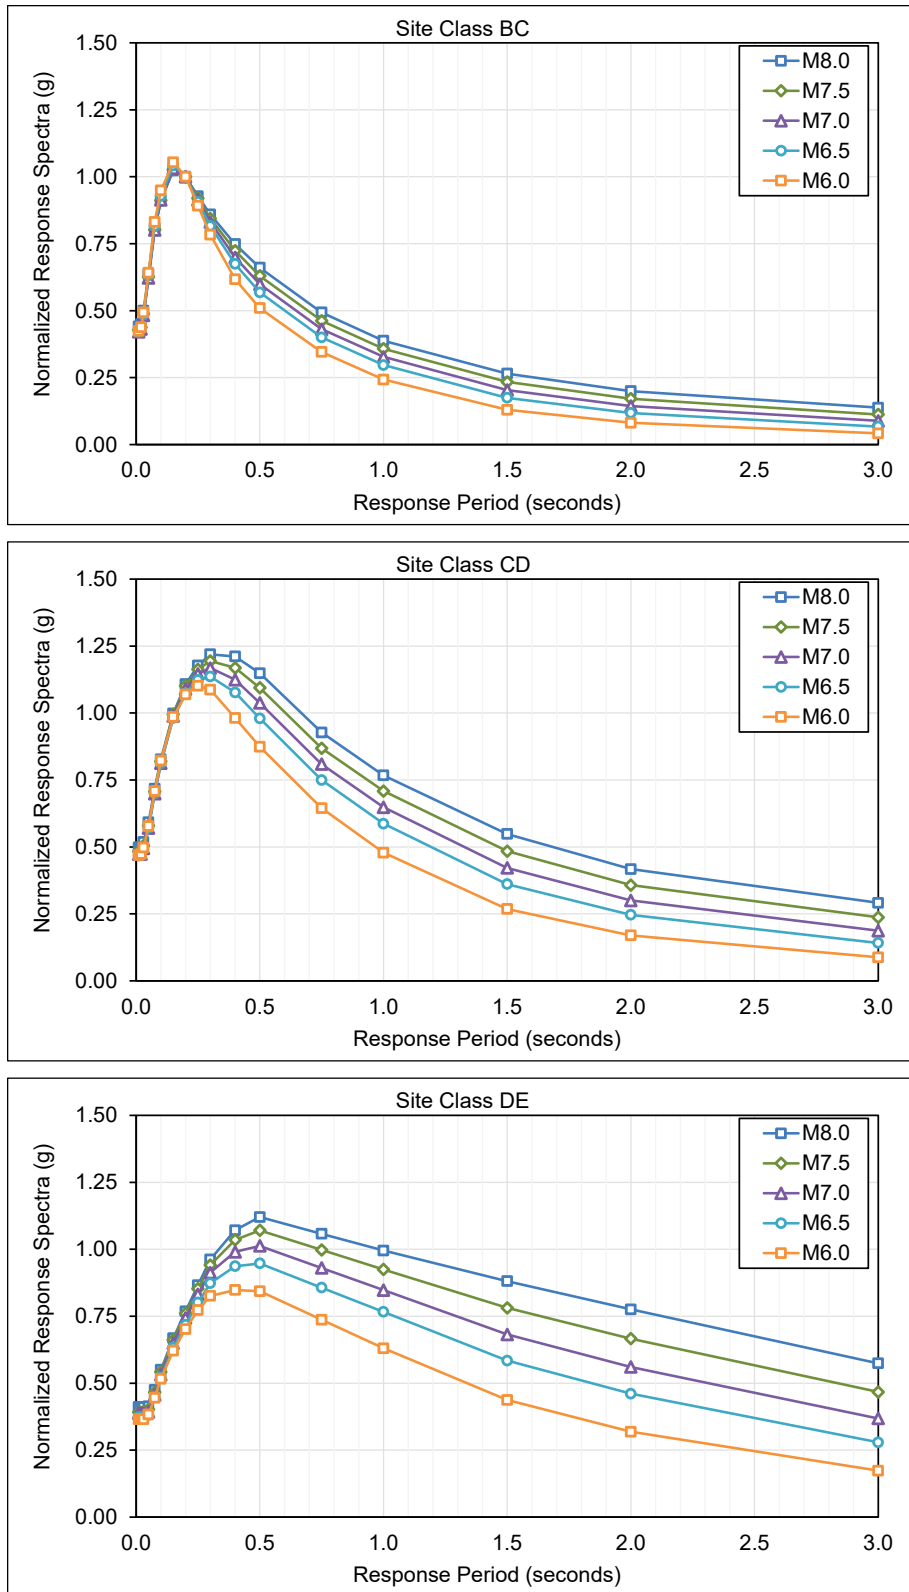 Site Class BC
Normalized Response Spectra (g)
1.50
1.25
1.00
0.75
0.50
0.25
0.00
0.0 0.5 1.0 1.5 2.0 2.5 3.0
Response Period (seconds)
M8.0
M7.5
M7.0
M6.5
M6.0
Site Class CD
Normalized Response Spectra (g)
1.50
1.25
1.00
0.75
0.50
0.25
0.00
0.0 0.5 1.0 1.5 2.0 2.5 3.0
Response Period (seconds)
M8.0
M7.5
M7.0
M6.5
M6.0
Site Class DE
Normalized Response Spectra (g)
1.50
1.25
1.00
0.75
0.50
0.25
0.00
0.0 0.5 1.0 1.5 2.0 2.5 3.0
Response Period (seconds)
M8.0
M7.5
M7.0
M6.5
M6.0